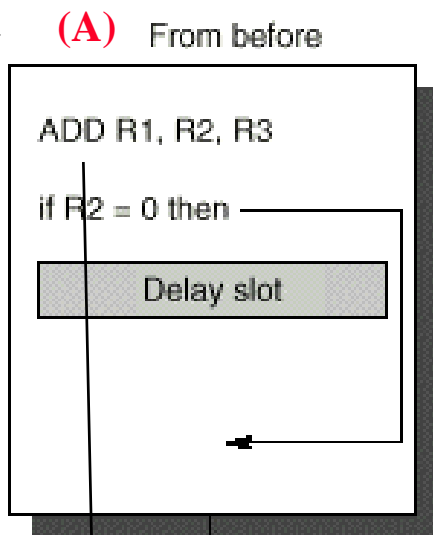 (A) From before
ADD R1, R2, R3
if R2 = 0 then
Delay slot